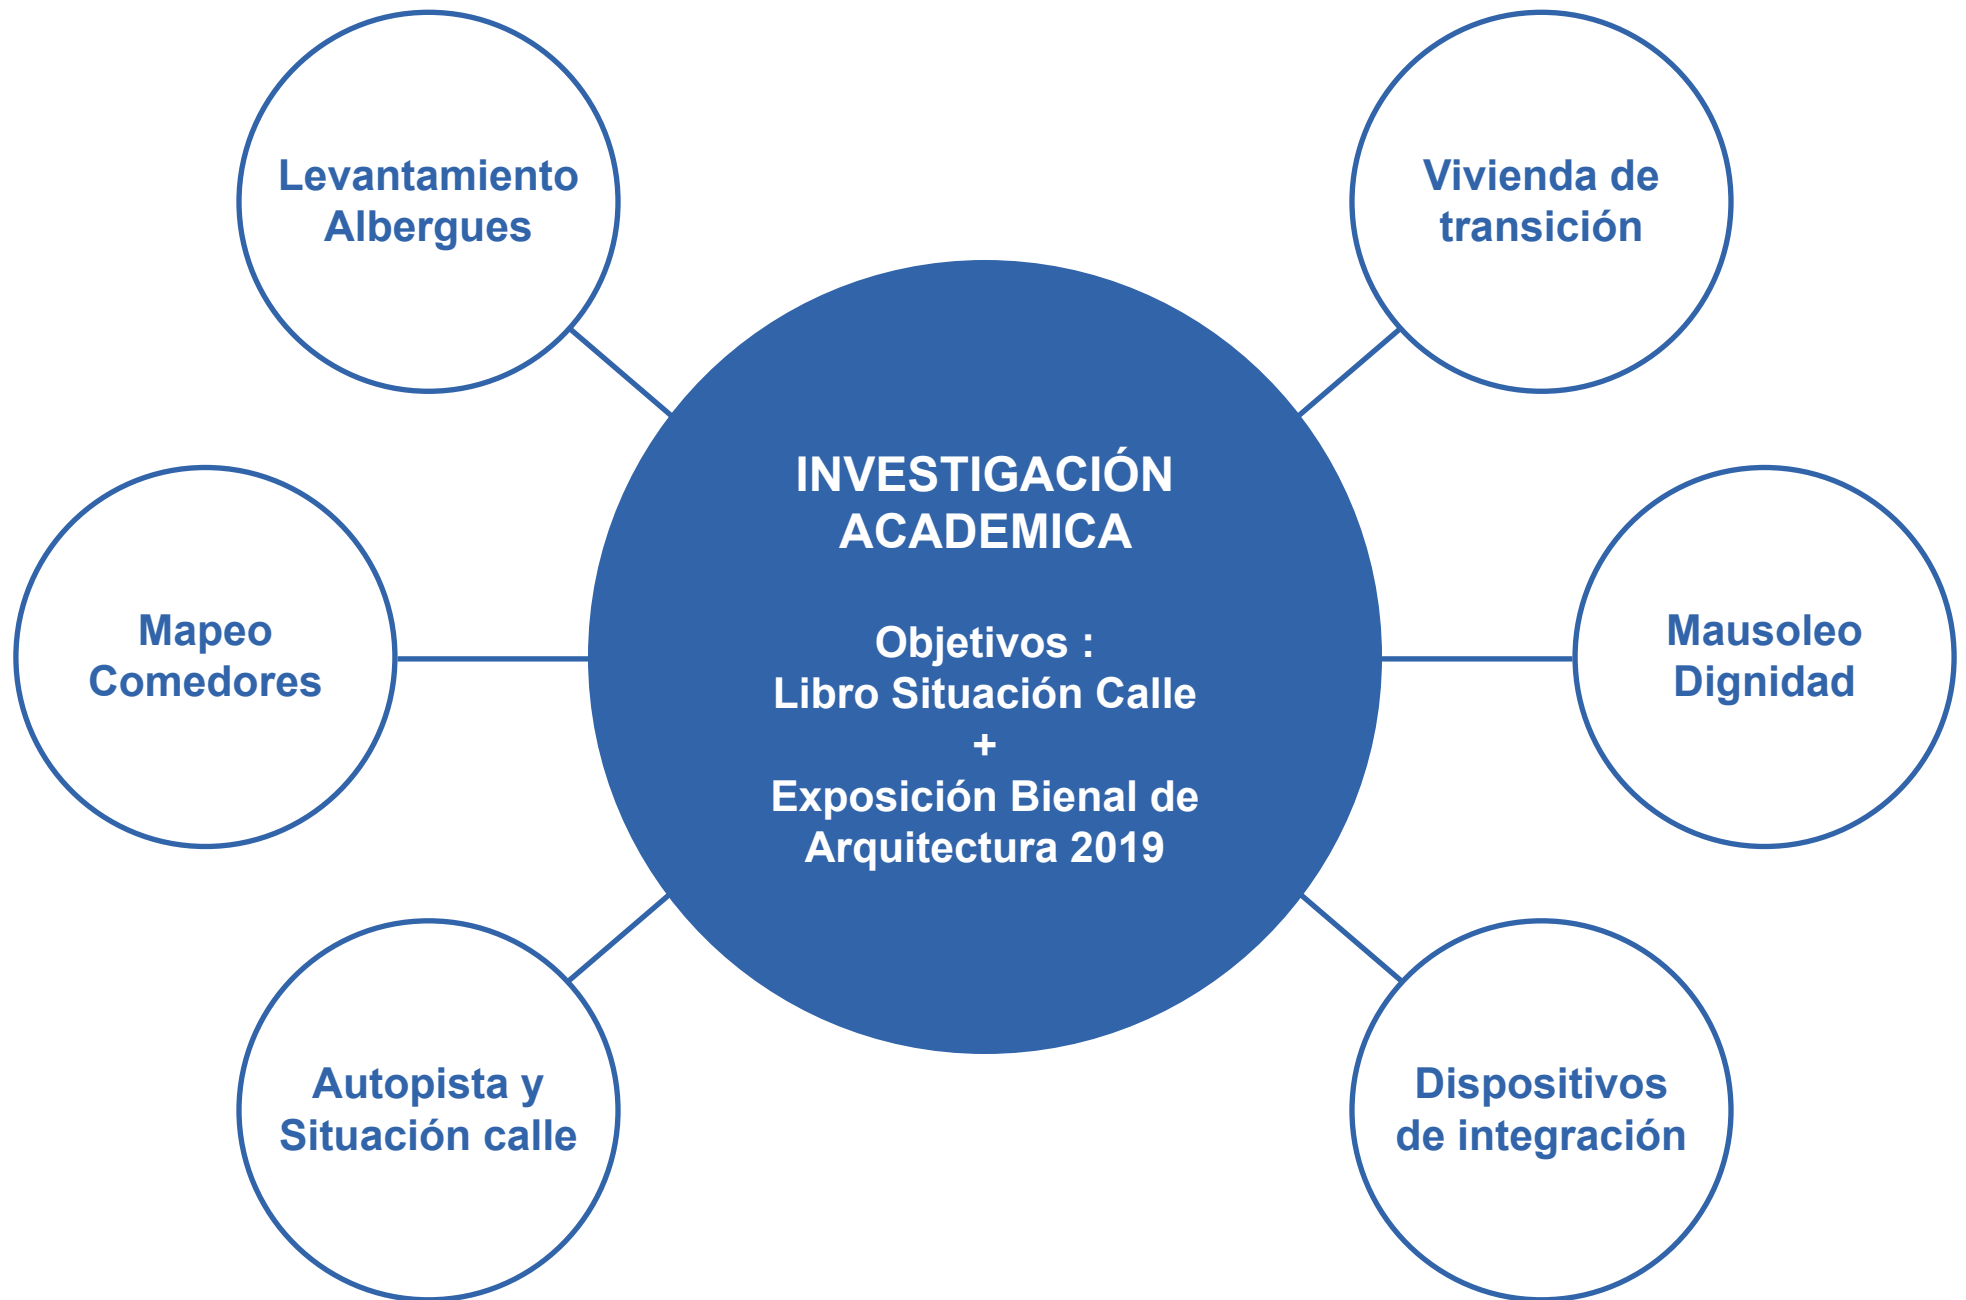 Levantamiento
Albergues
Vivienda de
transición
INVESTIGACIÓN
ACADEMICA
Objetivos :
Libro Situación Calle
+
Exposición Bienal de
Arquitectura 2019
Mapeo
Comedores
Mausoleo
Dignidad
Autopista y
Situación calle
Dispositivos
de integración